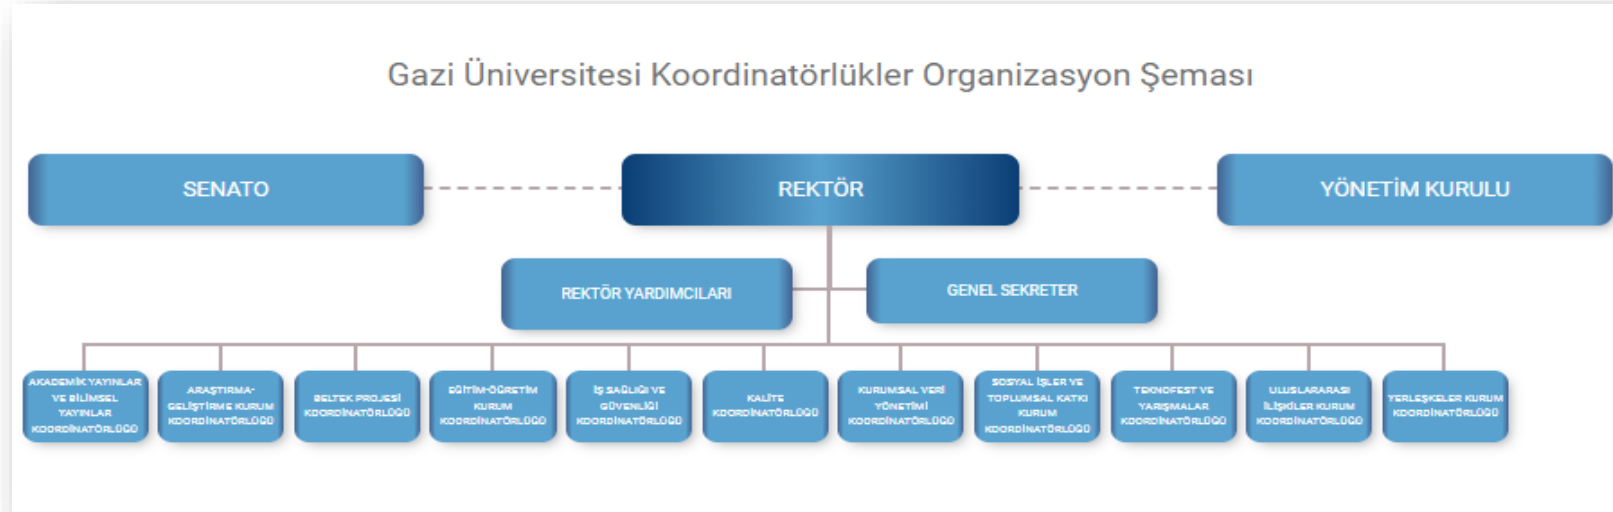 Gazi Üniversitesi Koordinatörlükler Organizasyon Şeması
SENATO
REKTÖR
YÖNETİM KURULU
REKTÖR YARDIMCILARI
GENEL SEKRETER
AKADEMİK YAYINLAR
VE BİLİMSEL
YAYINLAR
KOORDİNATÖRLÜĞÜ
ARAŞTIRMA-
GELİŞTİRME KURUM
KOORDİNATÖRLÜĞÜ
BELTEK PROJESİ
KOORDİNATÖRLÜĞÜ
EĞİTİM-ÖĞRETİM
KURUM
KOORDİNATÖRLÜĞÜ
İŞ SAĞLIĞI VE
GÜVENLİĞİ
KOORDİNATÖRLÜĞÜ
KALİTE
KOORDİNATÖRLÜĞÜ
KURUMSAL VERİ
YÖNETİMİ
KOORDİNATÖRLÜĞÜ
SOSYAL İŞLER VE
TOPLUMSAL KATKI
KURUM
KOORDİNATÖRLÜĞÜ
TEKNOFEST VE
YARIŞMALAR
KOORDİNATÖRLÜĞÜ
ULUSLARARASI
İLİŞKİLER KURUM
KOORDİNATÖRLÜĞÜ
YERLEŞKELER KURUM
KOORDİNATÖRLÜĞÜ